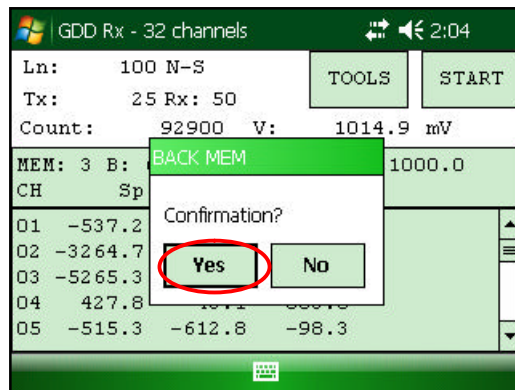 GDD Rx - 32 channels 2:04
Ln: 100 N-S
TOOLS START
Tx: 25 Rx: 50
Count: 92900 V: 1014.9 mV
BACK MEM
MEM: 3 B: 1000.0
CH Sp
Confirmation?
01 -537.2
Yes No
02 -3264.7
03 -5265.3
04 427.8
05 -515.3 -612.8 -98.3